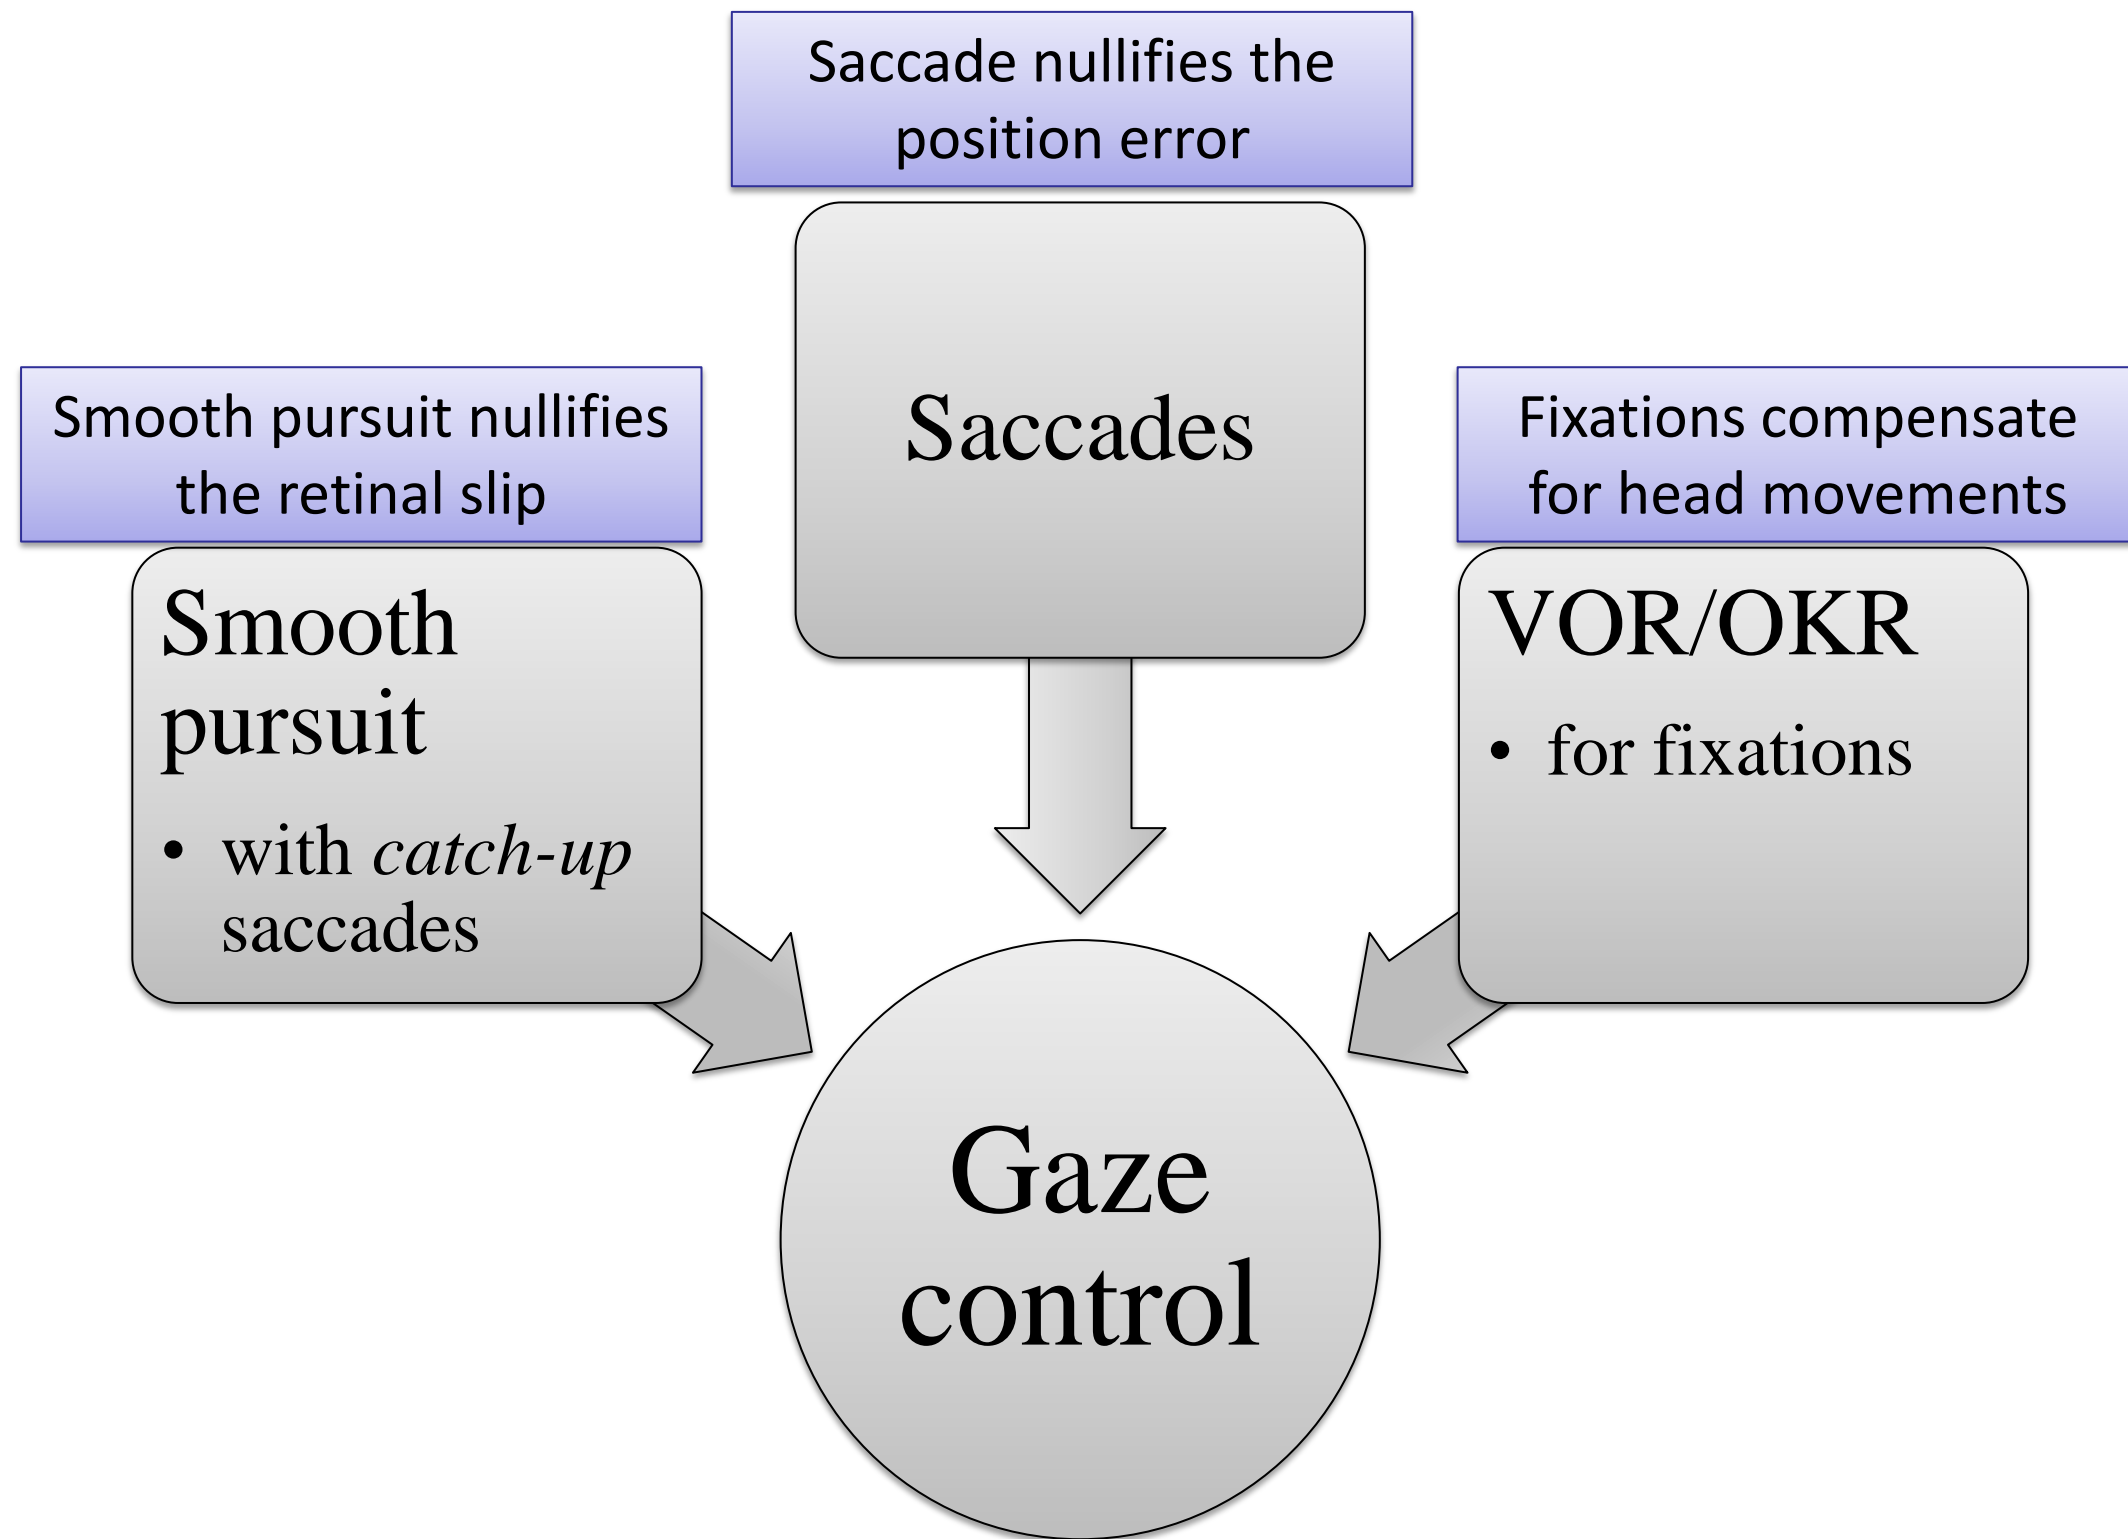 Saccade nullifies the
position error
Saccades
Smooth pursuit nullifies
the retinal slip
Smooth
pursuit
• with catch-up
saccades
Fixations compensate
for head movements
VOR/OKR
• for fixations
Gaze
control